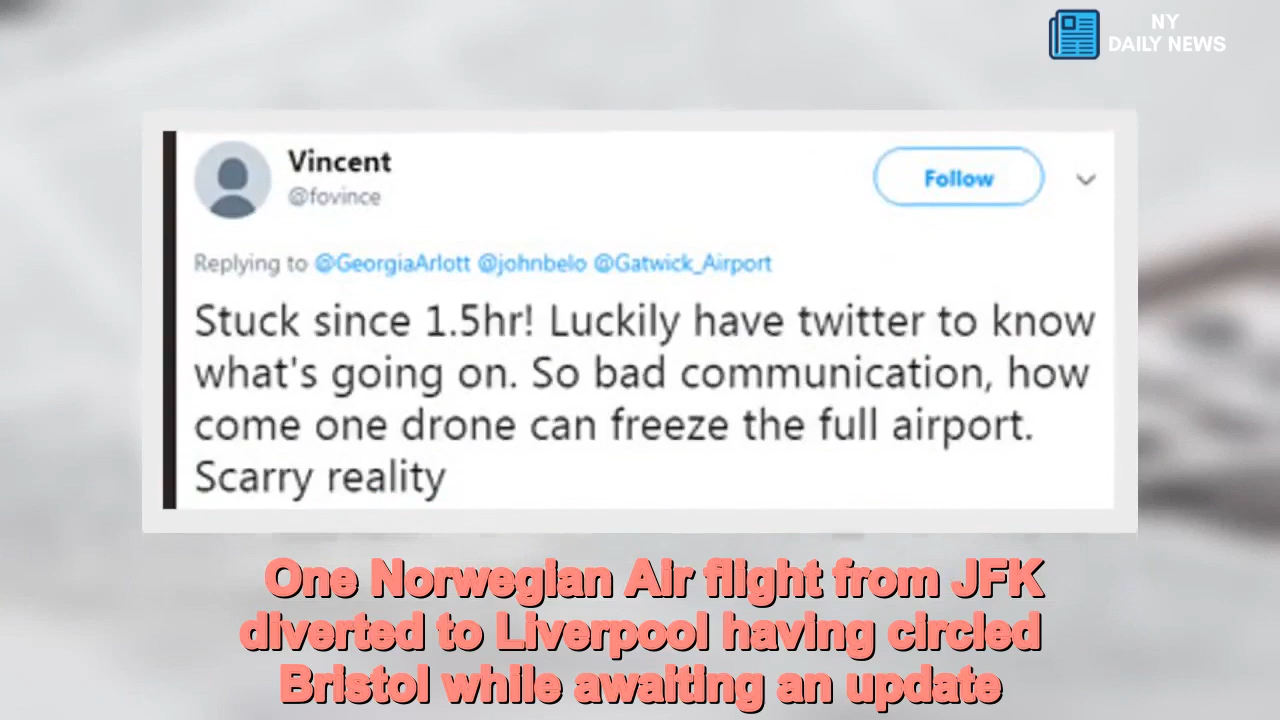 NY
DAILY NEWS
Vincent
@fovince
Follow
Replying to @GeorgiaArlott @johnbelo @Gatwick_Airport
Stuck since 1.5hr! Luckily have twitter to know
what's going on. So bad communication, how
come one drone can freeze the full airport.
Scarry reality
One Norwegian Air flight from JFK
diverted to Liverpool having circled
Bristol while awaiting an update